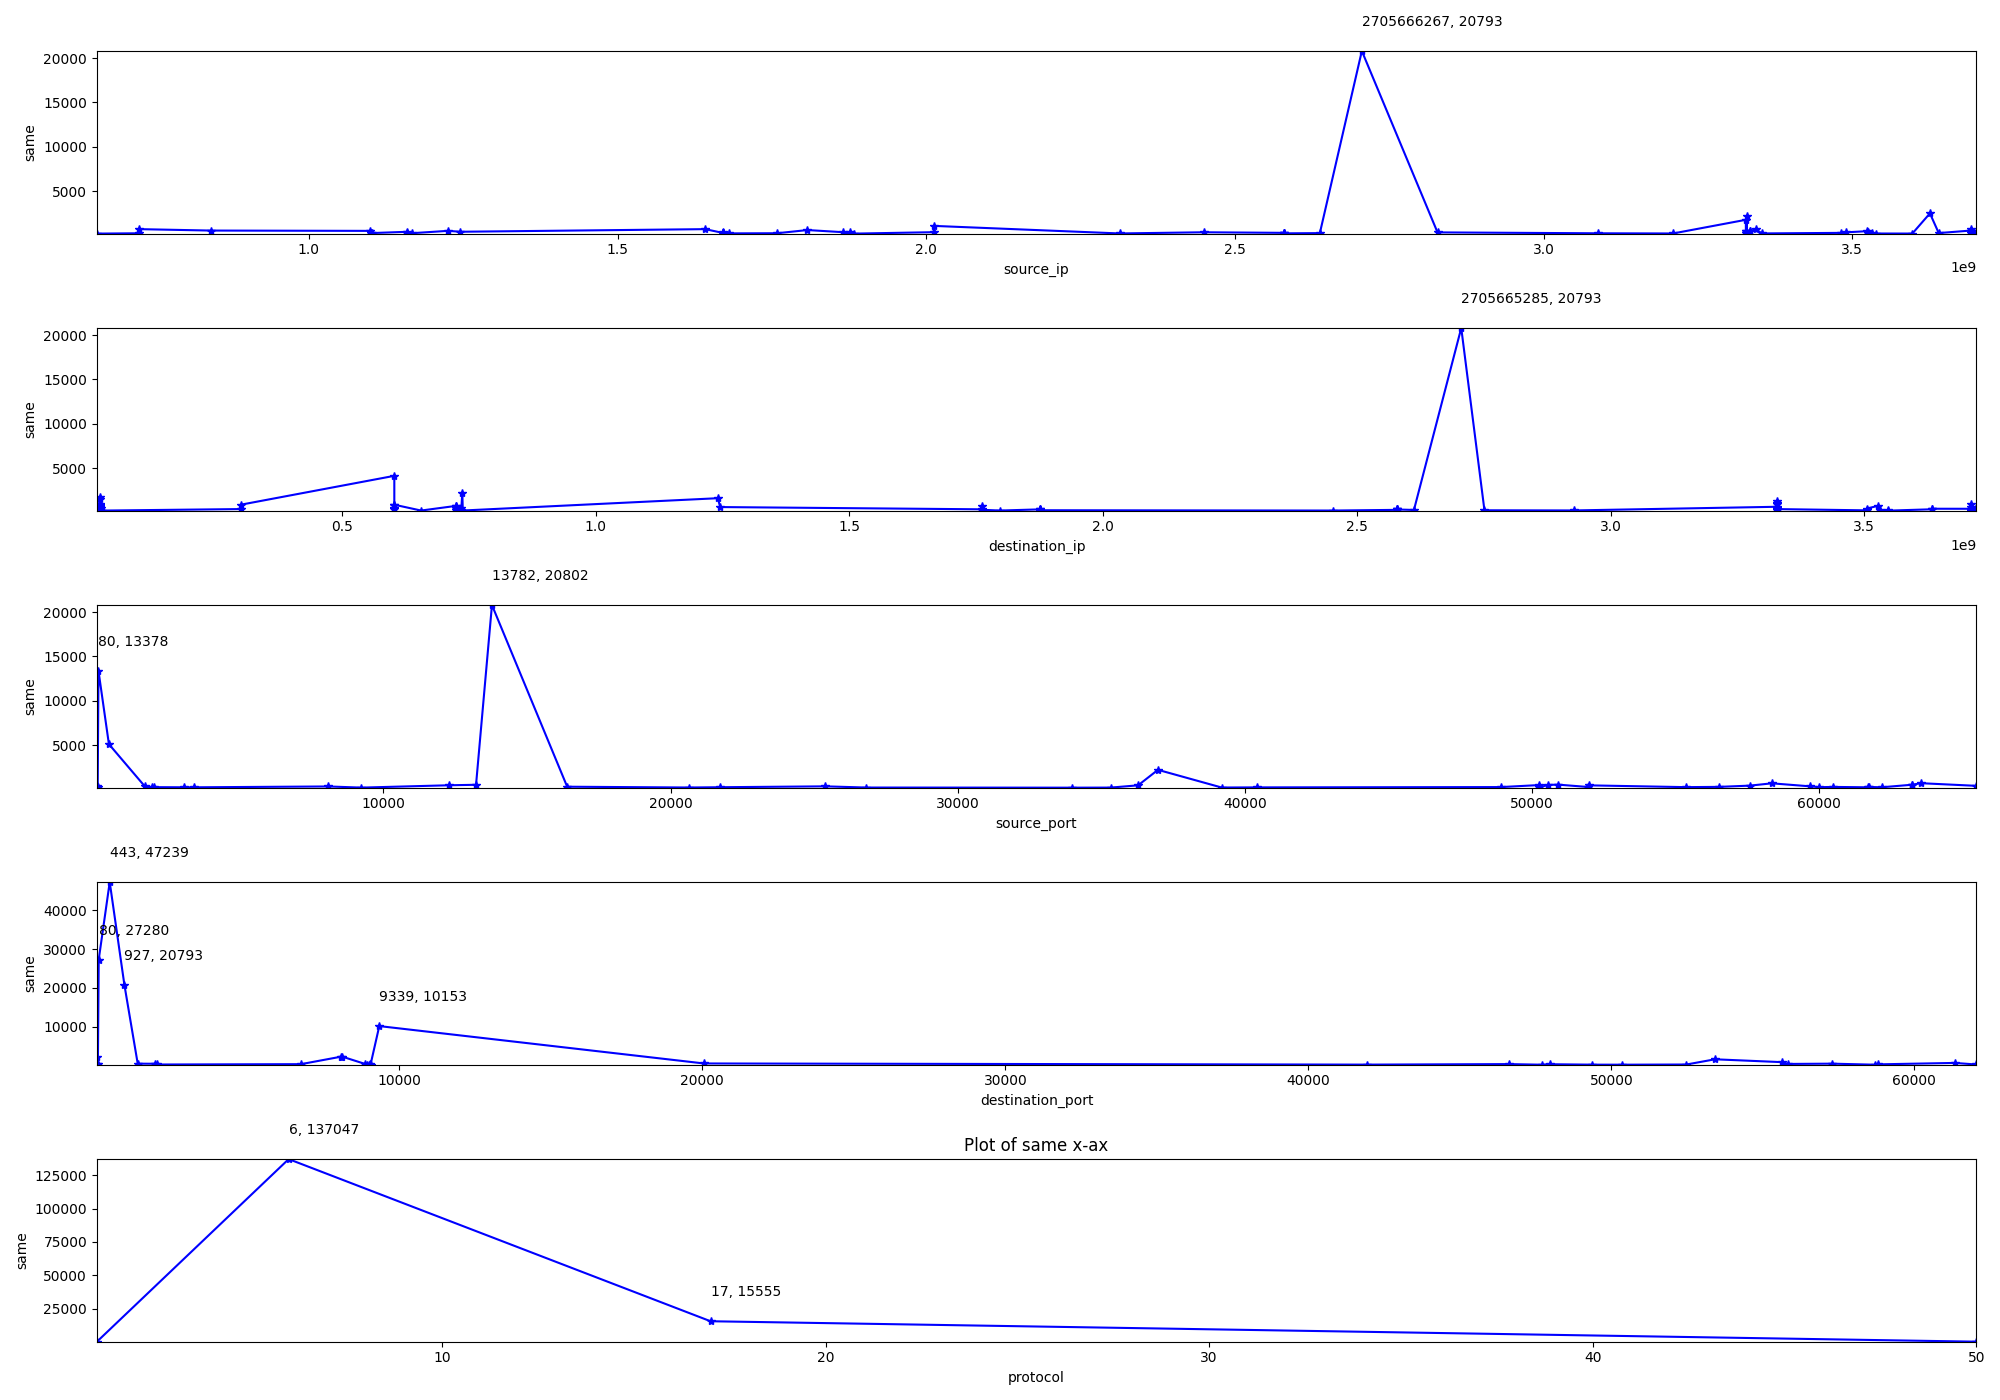 2705666267, 20793
20000
15000
10000
5000
same
1.0 1.5 2.0 2.5 3.0 3.5
1e9
source_ip
2705665285, 20793
20000
15000
10000
5000
same
0.5 1.0 1.5 2.0 2.5 3.0 3.5
1e9
destination_ip
13782, 20802
80, 13378
20000
15000
10000
5000
same
10000 20000 30000 40000 50000 60000
source_port
443, 47239
80, 27280
927, 20793
9339, 10153
40000
30000
20000
10000
same
10000 20000 30000 40000 50000 60000
destination_port
6, 137047
Plot of same x-ax
17, 15555
125000
100000
75000
50000
25000
same
10 20 30 40 50
protocol